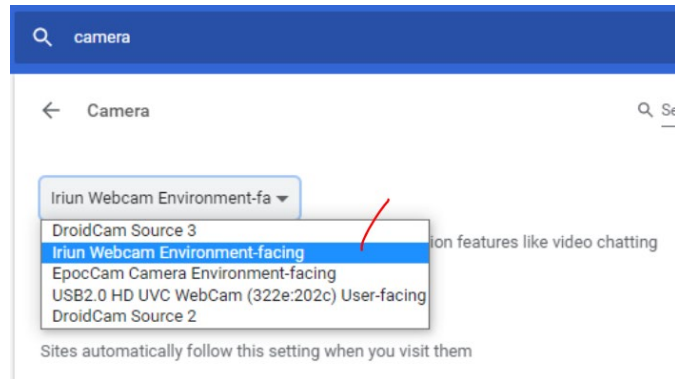 camera
Camera
Se
Iriun Webcam Environment-fa
DroidCam Source 3
Iriun Webcam Environment-facing
EpocCam Camera Environment-facing
USB2.0 HD UVC WebCam (322e:202c) User-facing
DroidCam Source 2
ion features like video chatting
Sites automatically follow this setting when you visit them